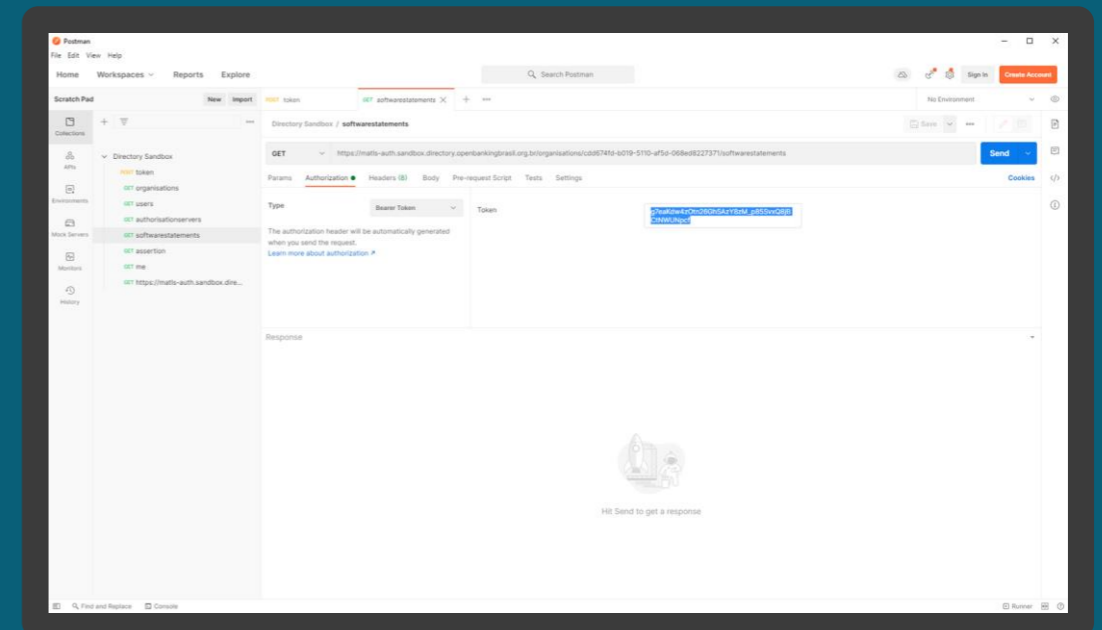 Postman
File Edit View Help
Home Workspaces Reports Explore
Search Postman
Sign In Create Account
Scratch Pad New Import
POST token GET softwarestatements
No Environment
Collections
APIs
Environments
Mock Servers
Monitors
History
Directory Sandbox
POST token
GET organisations
GET users
GET authorisationservers
GET softwarestatements
GET assertion
GET me
GET https://matls-auth.sandbox.dire...
Directory Sandbox / softwarestatements
Save
GET https://matls-auth.sandbox.directory.openbankingbrasil.org.br/organisations/cdd674fd-b019-5110-af5d-068ed8227371/softwarestatements
Send
Params Authorization Headers (8) Body Pre-request Script Tests Settings
Cookies
Type Bearer Token
The authorization header will be automatically generated
when you send the request.
Learn more about authorization
Token
Response
Hit Send to get a response
Find and Replace Console
Runner